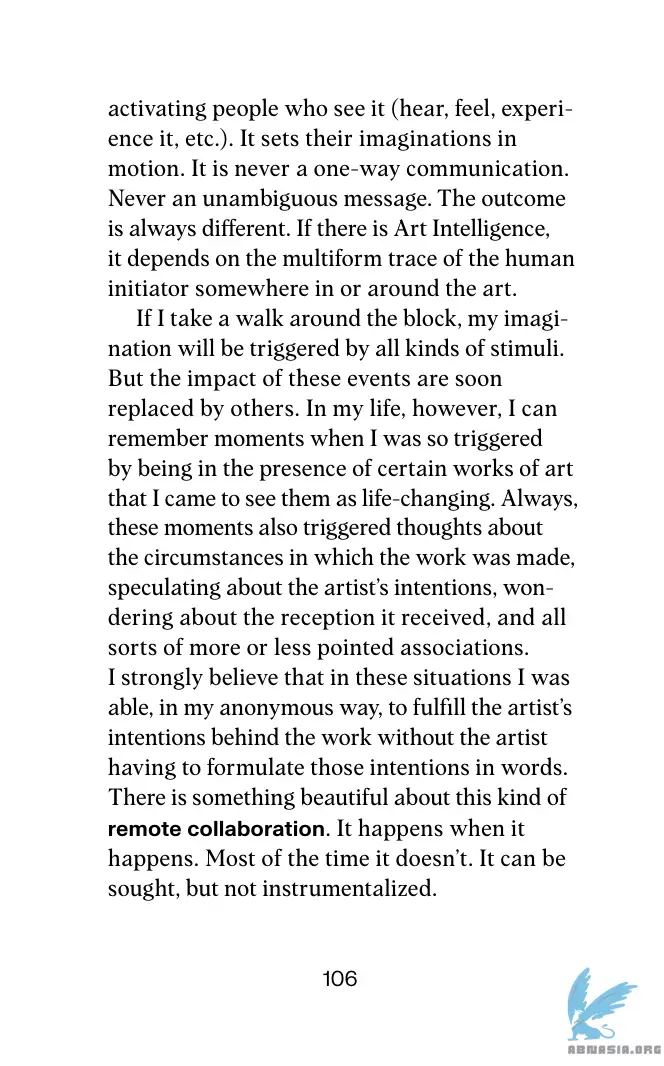 activating people who see it (hear, feel, experi-
ence it, etc.). It sets their imaginations in
motion. It is never a one-way communication.
Never an unambiguous message. The outcome
is always different. If there is Art Intelligence,
it depends on the multiform trace of the human
initiator somewhere in or around the art.
If I take a walk around the block, my imagi-
nation will be triggered by all kinds of stimuli.
But the impact of these events are soon
replaced by others. In my life, however, I can
remember moments when I was so triggered
by being in the presence of certain works of art
that I came to see them as life-changing. Always,
these moments also triggered thoughts about
the circumstances in which the work was made,
speculating about the artist’s intentions, won-
dering about the reception it received, and all
sorts of more or less pointed associations.
I strongly believe that in these situations I was
able, in my anonymous way, to fulfill the artist’s
intentions behind the work without the artist
having to formulate those intentions in words.
There is something beautiful about this kind of
remote collaboration. It happens when it
happens. Most of the time it doesn’t. It can be
sought, but not instrumentalized.
106
ABNASIA.ORG